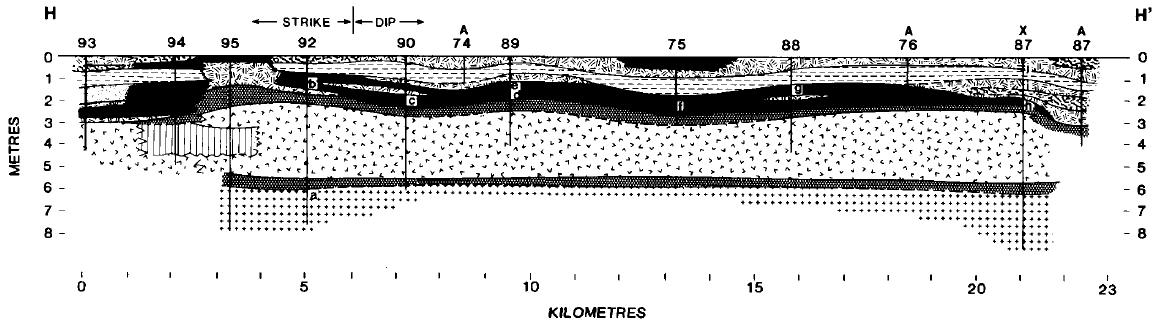 H ← STRIKE → ← DIP → H'
A A X A
93 94 95 92 90 74 89 75 88 76 87 87
0 0
1 1
2 2
3 3
4 4
5 5
6 6
7 7
8 8
METRES
b
c
e
f
g
a
0 5 10 15 20 23
KILOMETRES